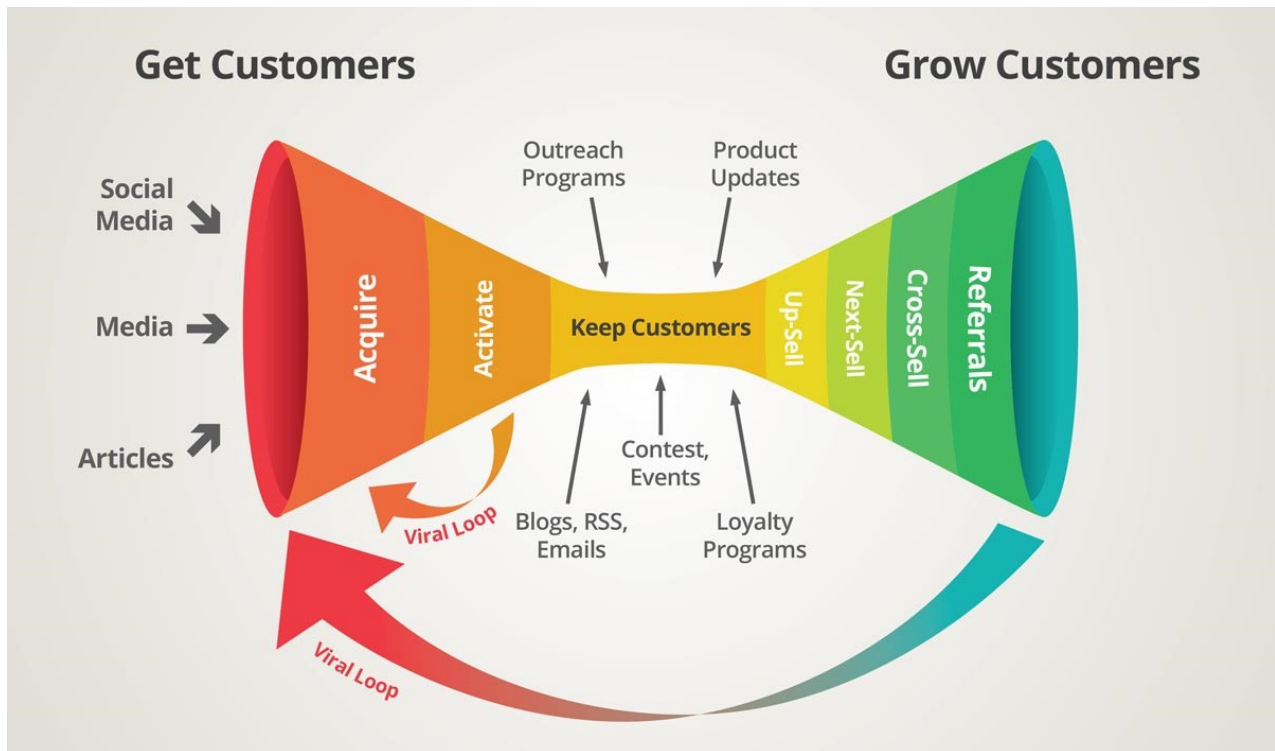 Get Customers
Grow Customers
Social
Media
Media
Articles
Outreach
Programs
Product
Updates
Acquire
Activate
Keep Customers
Up-Sell
Next-Sell
Cross-Sell
Referrals
Viral Loop
Blogs, RSS,
Emails
Contest,
Events
Loyalty
Programs
Viral Loop